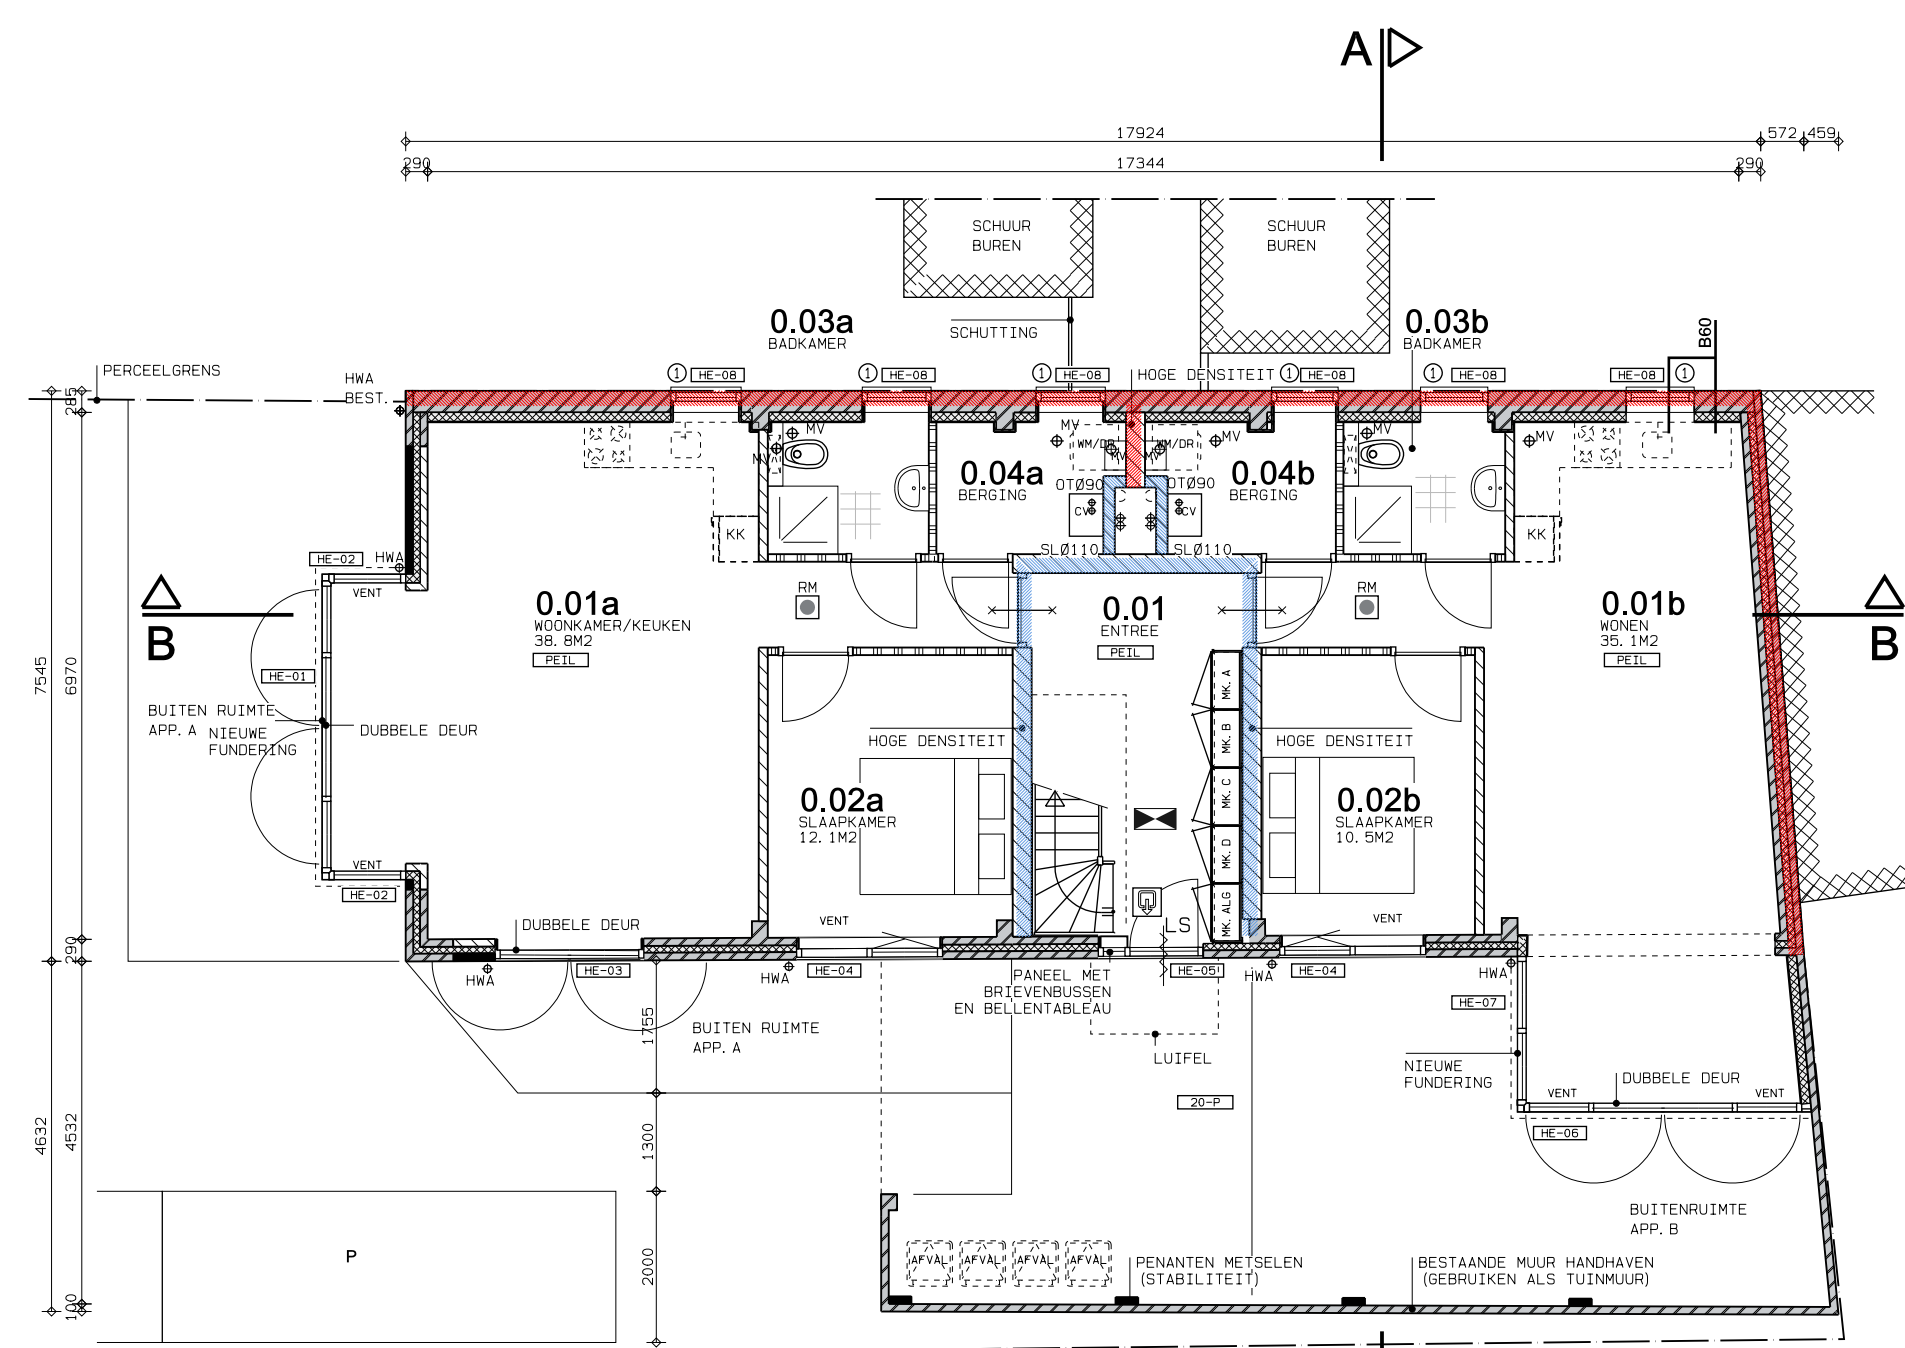 A
17924
572
459
290
17344
290
SCHUUR
BUREN
SCHUUR
BUREN
0.03a
BADKAMER
SCHUTTING
0.03b
BADKAMER
B60
PERCEELGRENS
HWA
BEST.
1
HE-08
1
HE-08
1
HE-08
HOGE DENSITEIT
1
HE-08
1
HE-08
HE-08
1
285
MV
MV
MV
WM/DR
MV
MV
WM/DR
MV
MV
MV
0.04a
BERGING
OTØ90
OTØ90
0.04b
BERGING
CV
CV
KK
KK
SLØ110
SLØ110
HE-02
HWA
VENT
RM
RM
B
B
0.01a
WOONKAMER/KEUKEN
38.8M2
PEIL
0.01
ENTREE
PEIL
0.01b
WONEN
35.1M2
PEIL
7545
6970
HE-01
BUITEN RUIMTE
APP. A
NIEUWE
FUNDERING
DUBBELE DEUR
HOGE DENSITEIT
HOGE DENSITEIT
MK. A
MK. B
MK. C
MK. D
MK. ALG
0.02a
SLAAPKAMER
12.1M2
0.02b
SLAAPKAMER
10.5M2
VENT
HE-02
DUBBELE DEUR
VENT
LS
VENT
290
HWA
HE-03
HWA
HE-04
PANEEL MET
BRIEVENBUSSEN
EN BELLENTABLEAU
HE-05
HWA
HE-04
HWA
HE-07
1755
BUITEN RUIMTE
APP. A
LUIFEL
NIEUWE
FUNDERING
DUBBELE DEUR
VENT
VENT
20-P
HE-06
4632
4532
1300
BUITENRUIMTE
APP. B
P
2000
AFVAL
AFVAL
AFVAL
AFVAL
PENANTEN METSELEN
(STABILITEIT)
BESTAANDE MUUR HANDHAVEN
(GEBRUIKEN ALS TUINMUUR)
100